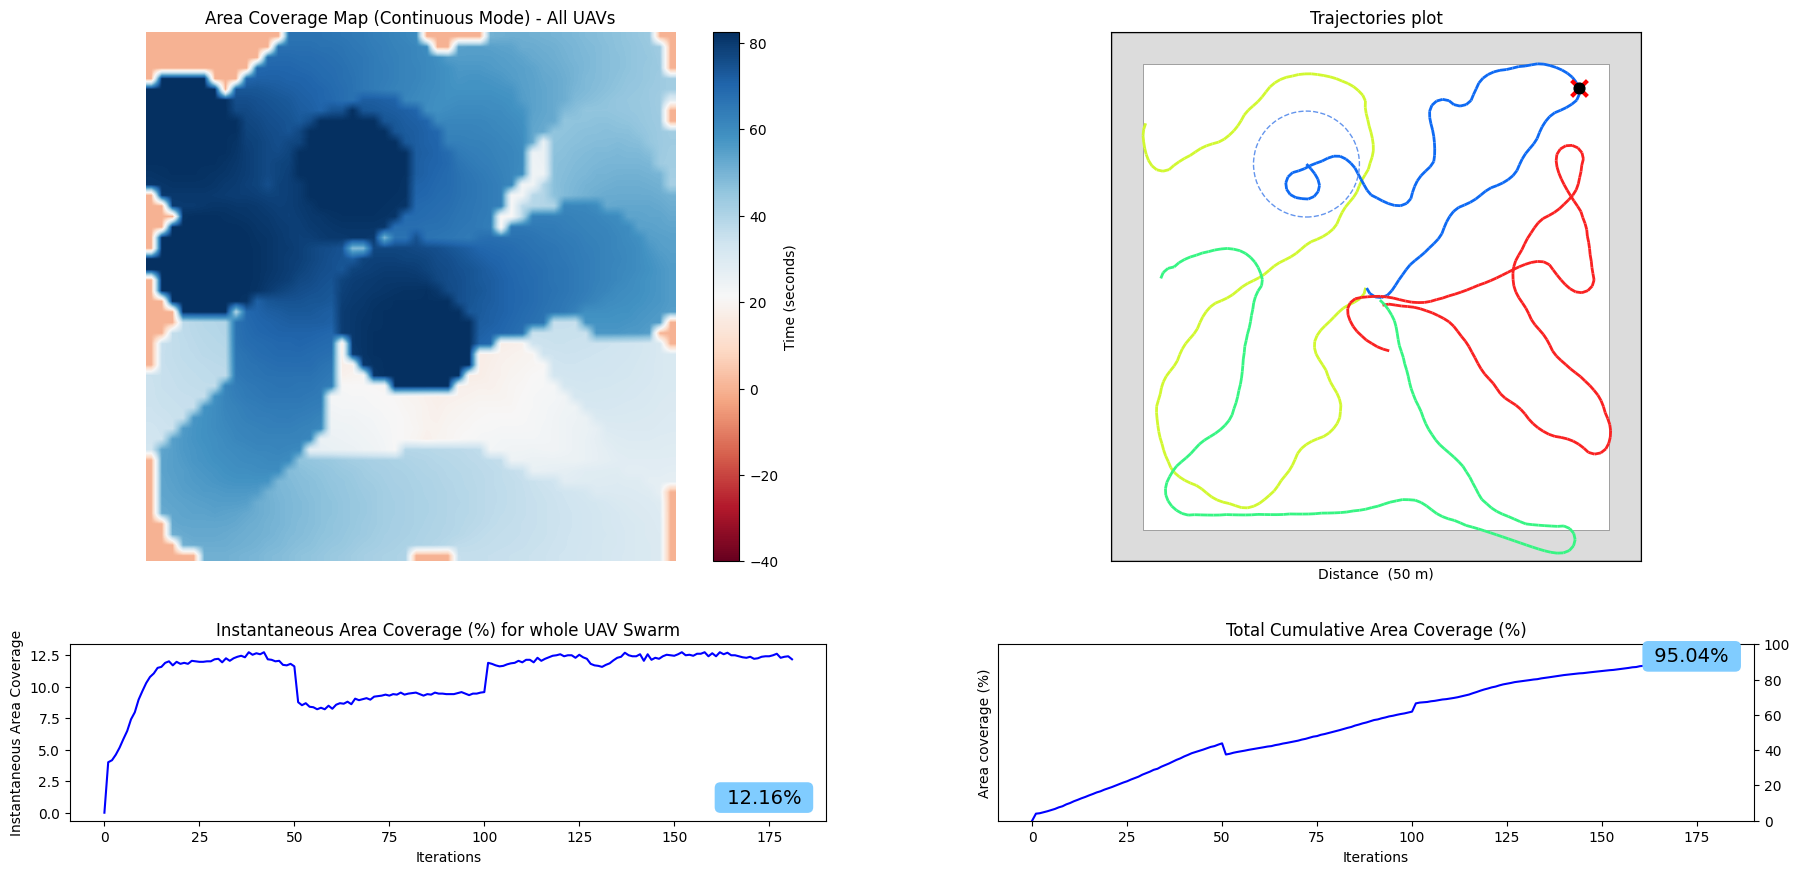 Area Coverage Map (Continuous Mode) - All UAVs
80
60
40
20
0
−20
−40
Time (seconds)
Trajectories plot
Distance  (50 m)
Instantaneous Area Coverage (%) for whole UAV Swarm
Instantaneous Area Coverage
12.5
10.0
7.5
5.0
2.5
0.0
12.16%
0 25 50 75 100 125 150 175
Iterations
Total Cumulative Area Coverage (%)
Area coverage (%)
95.04%
100
80
60
40
20
0
0 25 50 75 100 125 150 175
Iterations